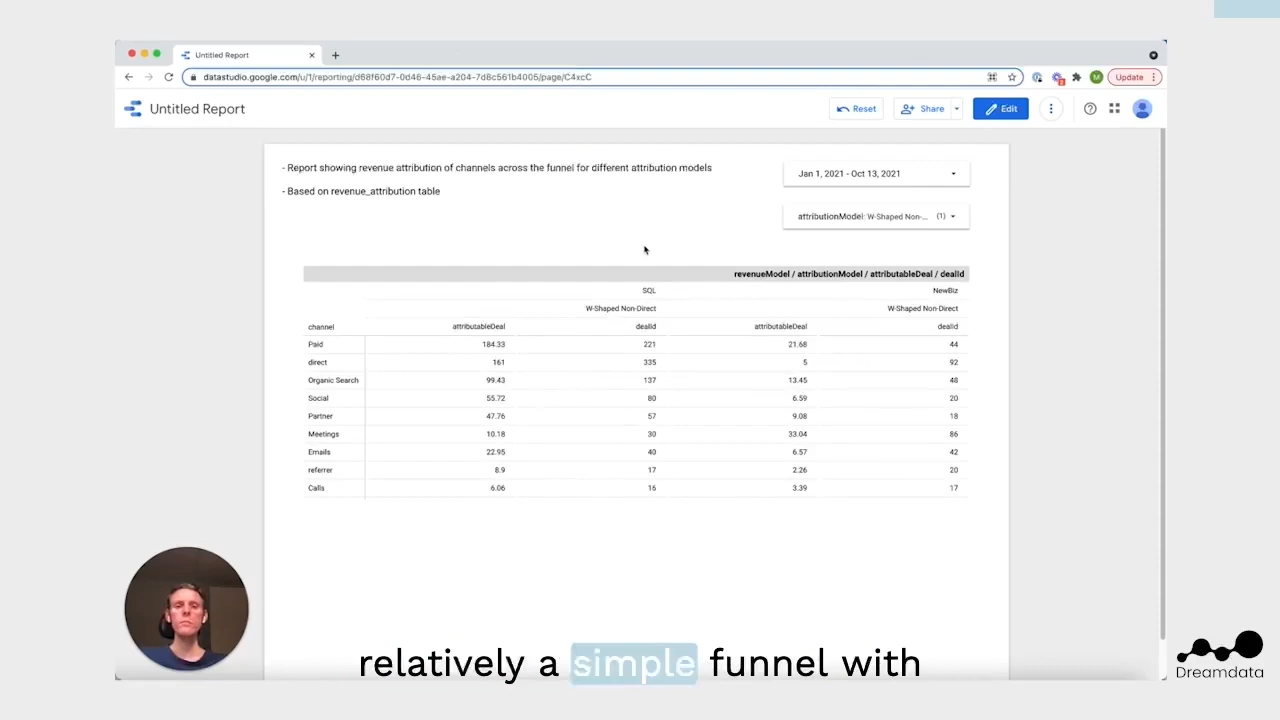 Untitled Report
datastudio.google.com/u/1/reporting/d68f60d7-0d46-45ae-a204-7d8c561b4005/page/C4xcC
M
Update
Untitled Report
Reset
Share
Edit
- Report showing revenue attribution of channels across the funnel for different attribution models
Jan 1, 2021 - Oct 13, 2021
- Based on revenue_attribution table
attributionModel: W-Shaped Non-... (1)
revenueModel / attributionModel / attributableDeal / dealId
SQL NewBiz
W-Shaped Non-Direct W-Shaped Non-Direct
channel attributableDeal dealId attributableDeal dealId
Paid 184.33 221 21.68 44
direct 161 335 5 92
Organic Search 99.43 137 13.45 48
Social 55.72 80 6.59 20
Partner 47.76 57 9.08 18
Meetings 10.18 30 33.04 86
Emails 22.95 40 6.57 42
referrer 8.9 17 2.26 20
Calls 6.06 16 3.39 17
relatively a simple funnel with
Dreamdata